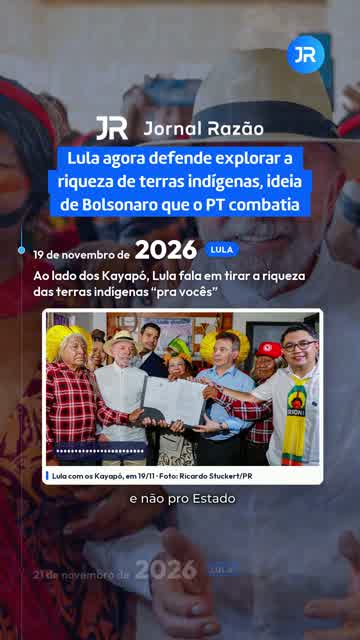 JR
JR Jornal Razão
Lula agora defende explorar a
riqueza de terras indígenas, ideia
de Bolsonaro que o PT combatia
19 de novembro de 2026 LULA
Ao lado dos Kayapó, Lula fala em tirar a riqueza
das terras indígenas “pra vocês”
Lula com os Kayapó, em 19/11 · Foto: Ricardo Stuckert/PR
e não pro Estado
21 de novembro de 2026 LULA